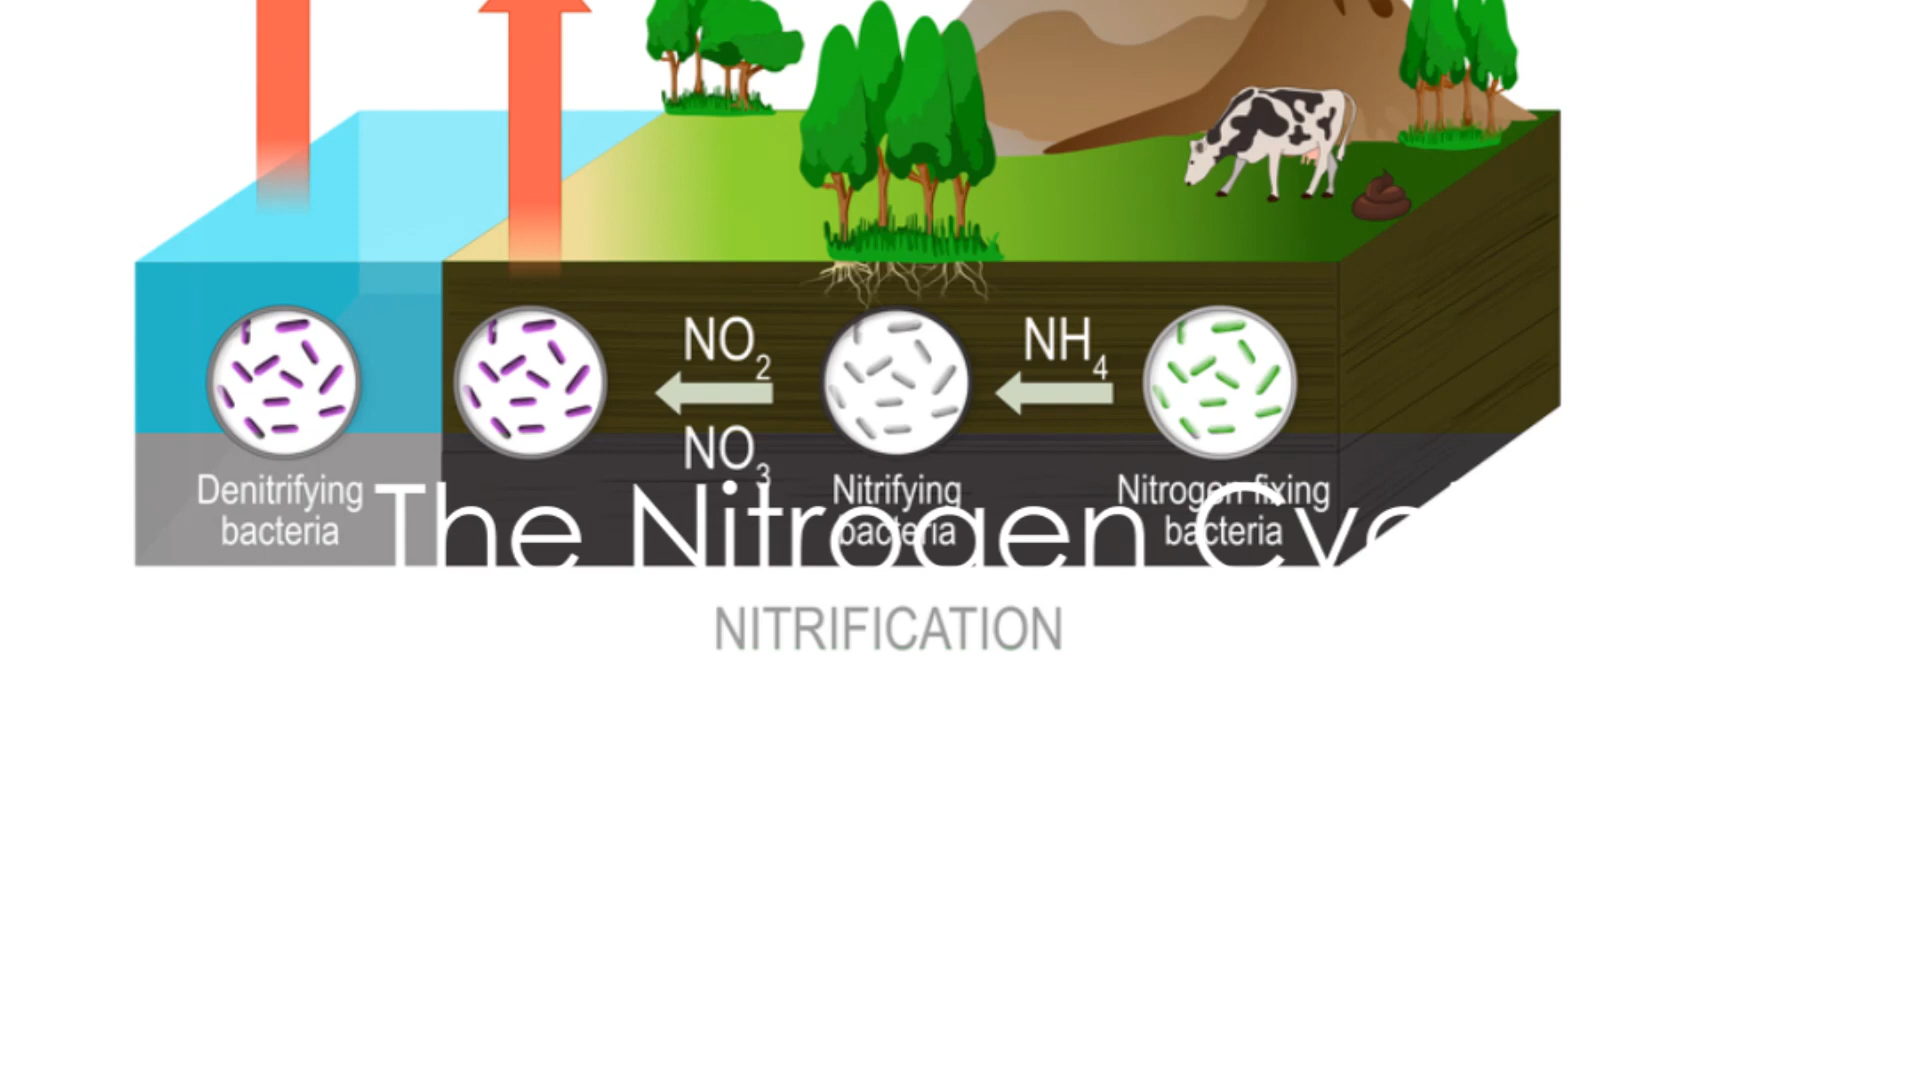 NO2
NH4
NO3
Denitrifying
bacteria
Nitrifying
bacteria
Nitrogen fixing
bacteria
The Nitrogen Cyc
NITRIFICATION